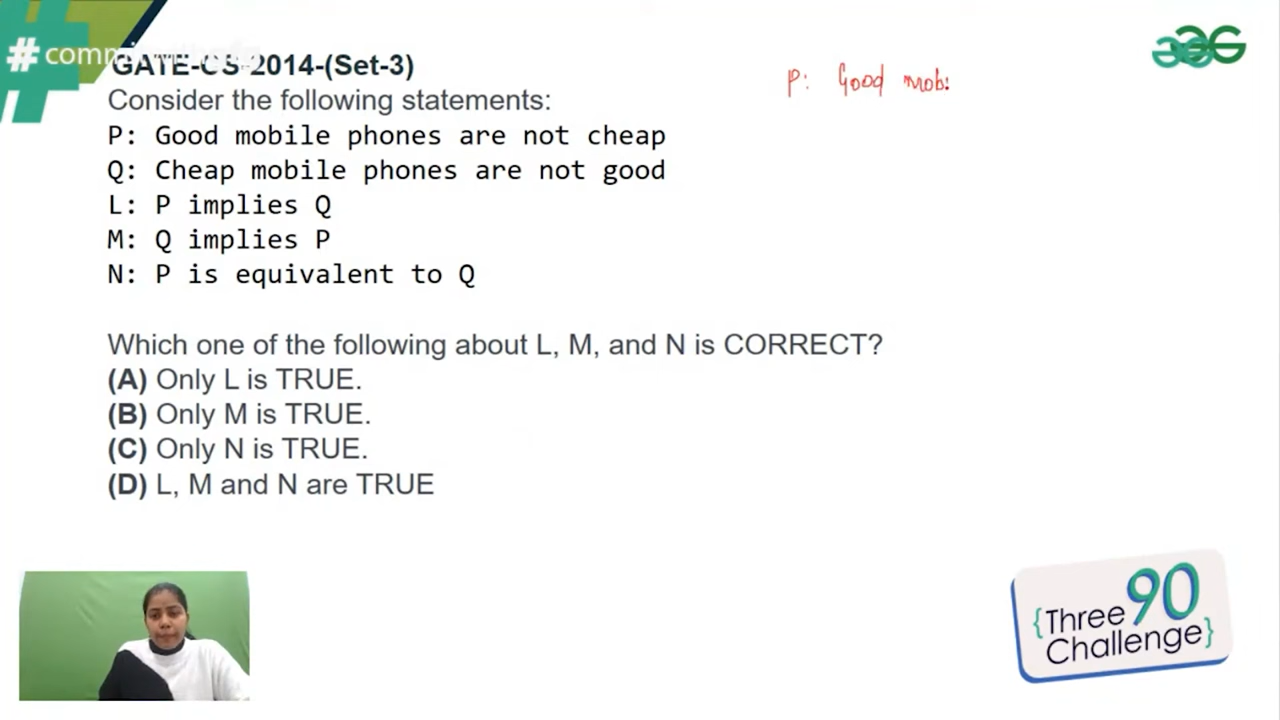 #commitwithgfg
GATE-CS-2014-(Set-3)
P: Good mob:
Consider the following statements:
P: Good mobile phones are not cheap
Q: Cheap mobile phones are not good
L: P implies Q
M: Q implies P
N: P is equivalent to Q
Which one of the following about L, M, and N is CORRECT?
(A) Only L is TRUE.
(B) Only M is TRUE.
(C) Only N is TRUE.
(D) L, M and N are TRUE
{Three 90
Challenge}